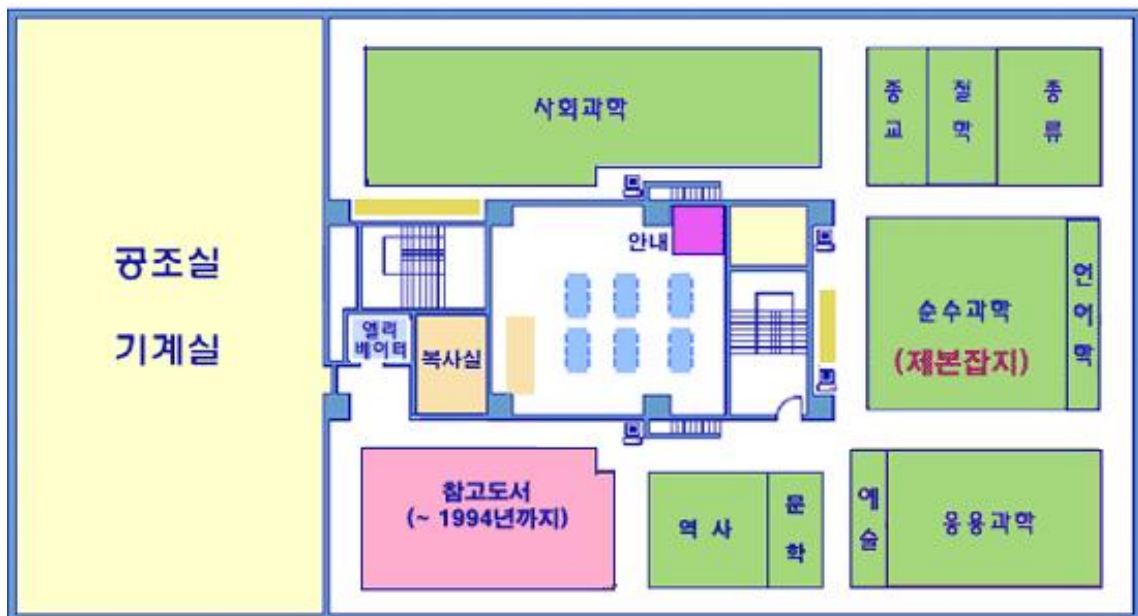 사회과학
종교
철학
종류
공조실
기계실
안내
엘리
베이터
복사실
순수과학
(제본잡지)
언어학
참고도서
(~ 1994년까지)
역 사
문학
예술
응용과학